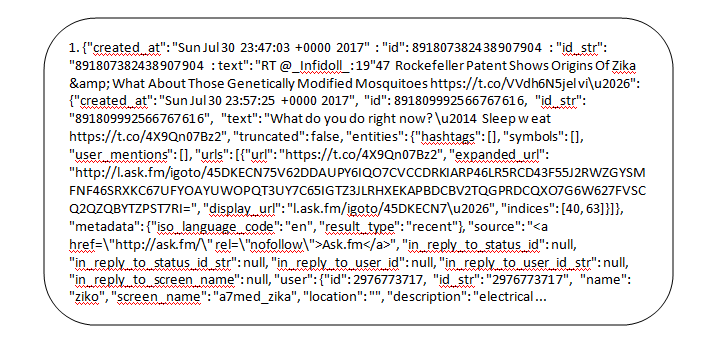 1. {"created_at": "Sun Jul 30 23:47:03 +0000 2017" : "id": 891807382438907904 : "id_str":
"891807382438907904 : text": "RT @_Infidoll_: 19"47 Rockefeller Patent Shows Origins Of Zika
&amp; What About Those Genetically Modified Mosquitoes https://t.co/VVdh6N5jelvi\u2026":
{"created_at": "Sun Jul 30 23:57:25 +0000 2017", "id": 891809992566767616, "id_str":
"891809992566767616", "text": "What do you do right now? \u2014 Sleep w eat
https://t.co/4X9Qn07Bz2", "truncated": false, "entities": {"hashtags": [], "symbols": [],
"user_mentions": [], "urls": [{"url": "https://t.co/4X9Qn07Bz2", "expanded_url":
"http://l.ask.fm/igoto/45DKECN75V62DDAUPY6IQO7CVCCDRKIARP46LR5RCD43F55J2RWZGYSM
FNF46SRXKC67UFYOAYUWOPQT3UY7C65IGTZ3JLRHXEKAPBDCBV2TQGPRDCQXO7G6W627FVSC
Q2QZQBYTZPST7RI=", "display_url": "l.ask.fm/igoto/45DKECN7\u2026", "indices": [40, 63]}]},
"metadata": {"iso_language_code": "en", "result_type": "recent"}, "source": "<a
href=\"http://ask.fm/\" rel=\"nofollow\">Ask.fm</a>", "in_reply_to_status_id": null,
"in_reply_to_status_id_str": null, "in_reply_to_user_id": null, "in_reply_to_user_id_str": null,
"in_reply_to_screen_name": null, "user": {"id": 2976773717, "id_str": "2976773717", "name":
"ziko", "screen_name": "a7med_zika", "location": "", "description": "electrical ...